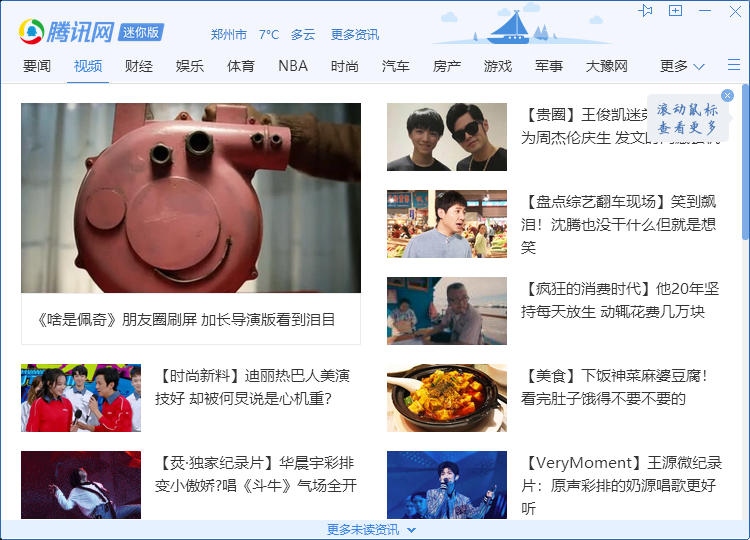 腾讯网 迷你版
郑州市 7°C 多云 更多资讯
要闻 视频 财经 娱乐 体育 NBA 时尚 汽车 房产 游戏 军事 大豫网 更多
滚动鼠标
查看更多
《啥是佩奇》朋友圈刷屏 加长导演版看到泪目
【贵圈】王俊凯迷
为周杰伦庆生 发文
【盘点综艺翻车现场】笑到飙
泪！沈腾也没干什么但就是想
笑
【疯狂的消费时代】他20年坚
持每天放生 动辄花费几万块
【时尚新料】迪丽热巴人美演
技好 却被何炅说是心机重?
【美食】下饭神菜麻婆豆腐！
看完肚子饿得不要不要的
【烎·独家纪录片】华晨宇彩排
变小傲娇?唱《斗牛》气场全开
【VeryMoment】王源微纪录
片：原声彩排的奶源唱歌更好
听
更多未读资讯